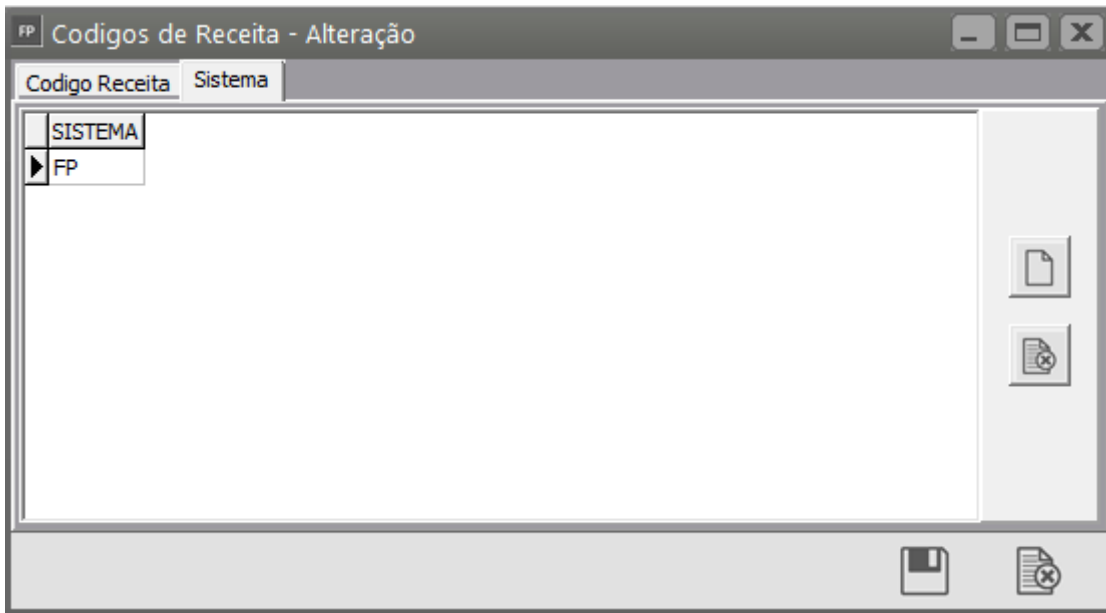 FP Codigos de Receita - Alteração
Codigo Receita Sistema
SISTEMA
FP